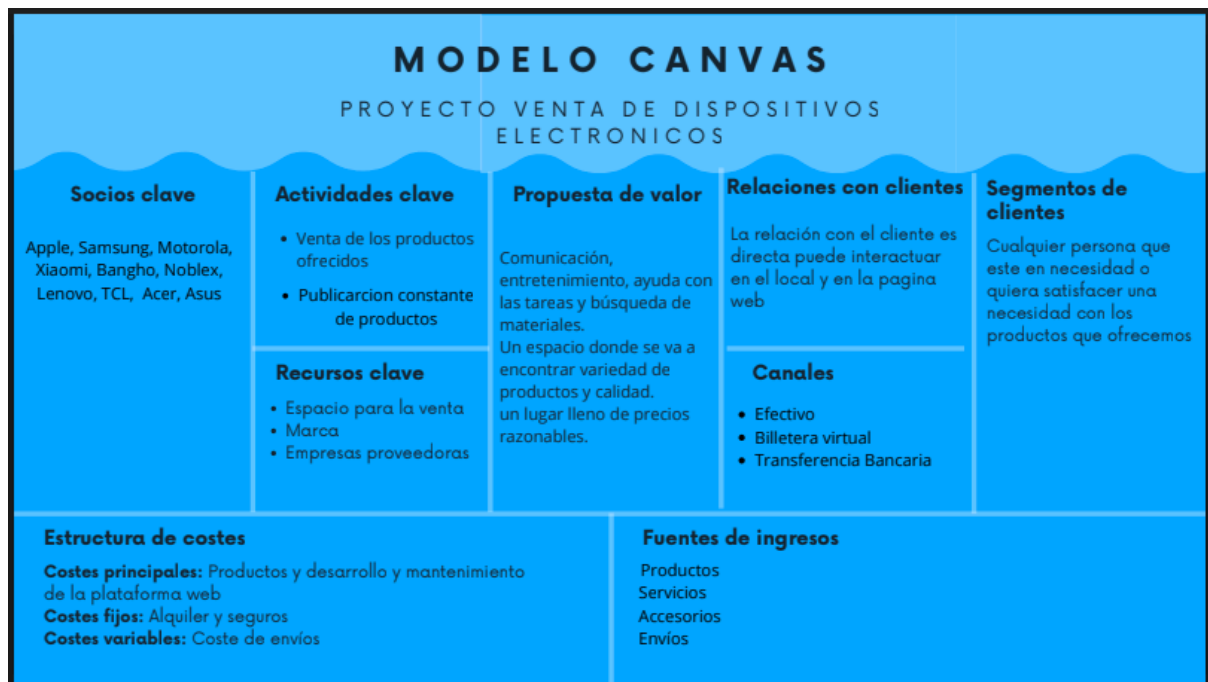 MODELO CANVAS
PROYECTO VENTA DE DISPOSITIVOS
ELECTRONICOS
Socios clave
Apple, Samsung, Motorola,
Xiaomi, Bangho, Noblex,
Lenovo, TCL, Acer, Asus
Actividades clave
• Venta de los productos
ofrecidos
• Publicarcion constante
de productos
Recursos clave
• Espacio para la venta
• Marca
• Empresas proveedoras
Propuesta de valor
Comunicación,
entretenimiento, ayuda con
las tareas y búsqueda de
materiales.
Un espacio donde se va a
encontrar variedad de
productos y calidad.
un lugar lleno de precios
razonables.
Relaciones con clientes
La relación con el cliente es
directa puede interactuar
en el local y en la pagina
web
Canales
• Efectivo
• Billetera virtual
• Transferencia Bancaria
Segmentos de
clientes
Cualquier persona que
este en necesidad o
quiera satisfacer una
necesidad con los
productos que ofrecemos
Estructura de costes
Costes principales: Productos y desarrollo y mantenimiento
de la plataforma web
Costes fijos: Alquiler y seguros
Costes variables: Coste de envíos
Fuentes de ingresos
Productos
Servicios
Accesorios
Envíos